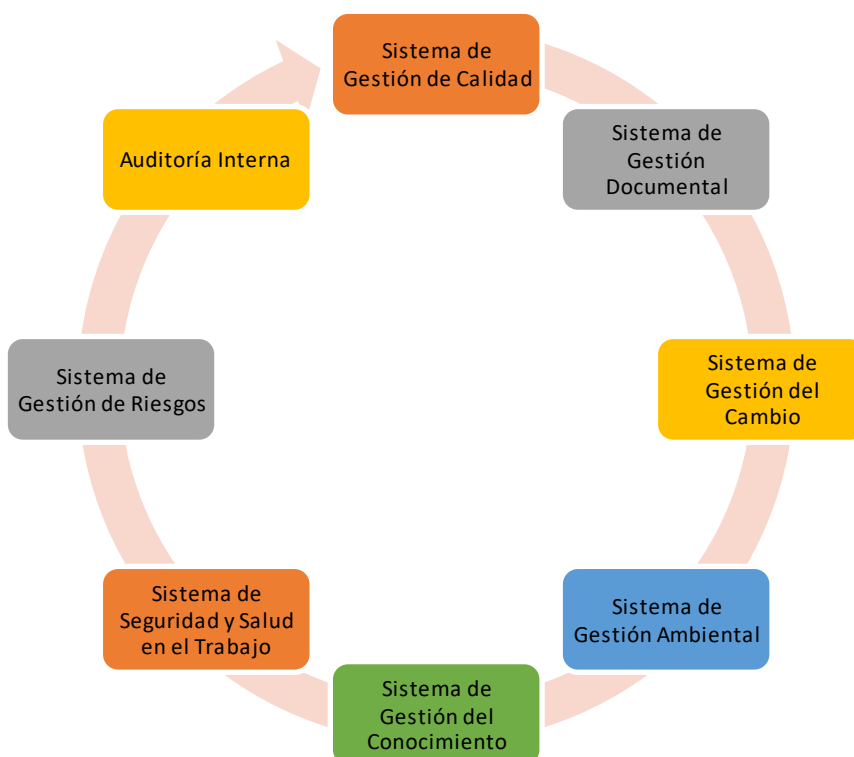 Sistema de
Gestión de Calidad
Sistema de
Gestión
Documental
Sistema de
Gestión del
Cambio
Sistema de
Gestión Ambiental
Sistema de
Gestión del
Conocimiento
Sistema de
Seguridad y Salud
en el Trabajo
Sistema de
Gestión de Riesgos
Auditoría Interna